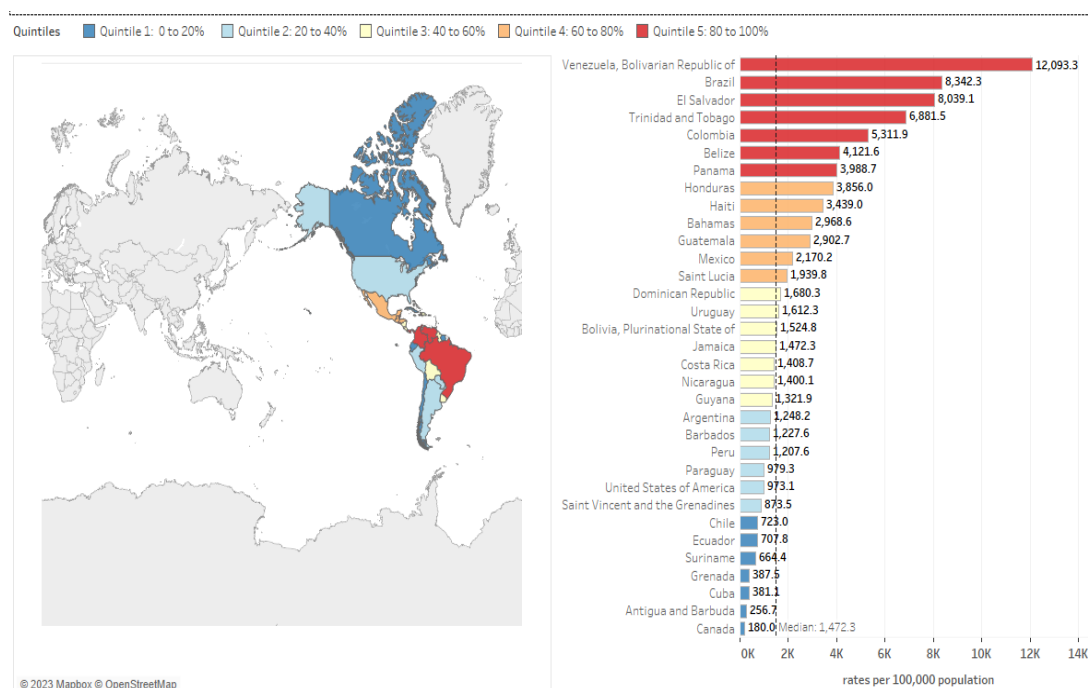 Quintiles Quintile 1: 0 to 20% Quintile 2: 20 to 40% Quintile 3: 40 to 60% Quintile 4: 60 to 80% Quintile 5: 80 to 100%
Venezuela, Bolivarian Republic of 12,093.3
Brazil 8,342.3
El Salvador 8,039.1
Trinidad and Tobago 6,881.5
Colombia 5,311.9
Belize 4,121.6
Panama 3,988.7
Honduras 3,856.0
Haiti 3,439.0
Bahamas 2,968.6
Guatemala 2,902.7
Mexico 2,170.2
Saint Lucia 1,939.8
Dominican Republic 1,680.3
Uruguay 1,612.3
Bolivia, Plurinational State of 1,524.8
Jamaica 1,472.3
Costa Rica 1,408.7
Nicaragua 1,400.1
Guyana 1,321.9
Argentina 1,248.2
Barbados 1,227.6
Peru 1,207.6
Paraguay 979.3
United States of America 973.1
Saint Vincent and the Grenadines 873.5
Chile 723.0
Ecuador 707.8
Suriname 664.4
Grenada 387.5
Cuba 381.1
Antigua and Barbuda 256.7
Canada 180.0 Median: 1,472.3
0K 2K 4K 6K 8K 10K 12K 14K
rates per 100,000 population
© 2023 Mapbox © OpenStreetMap